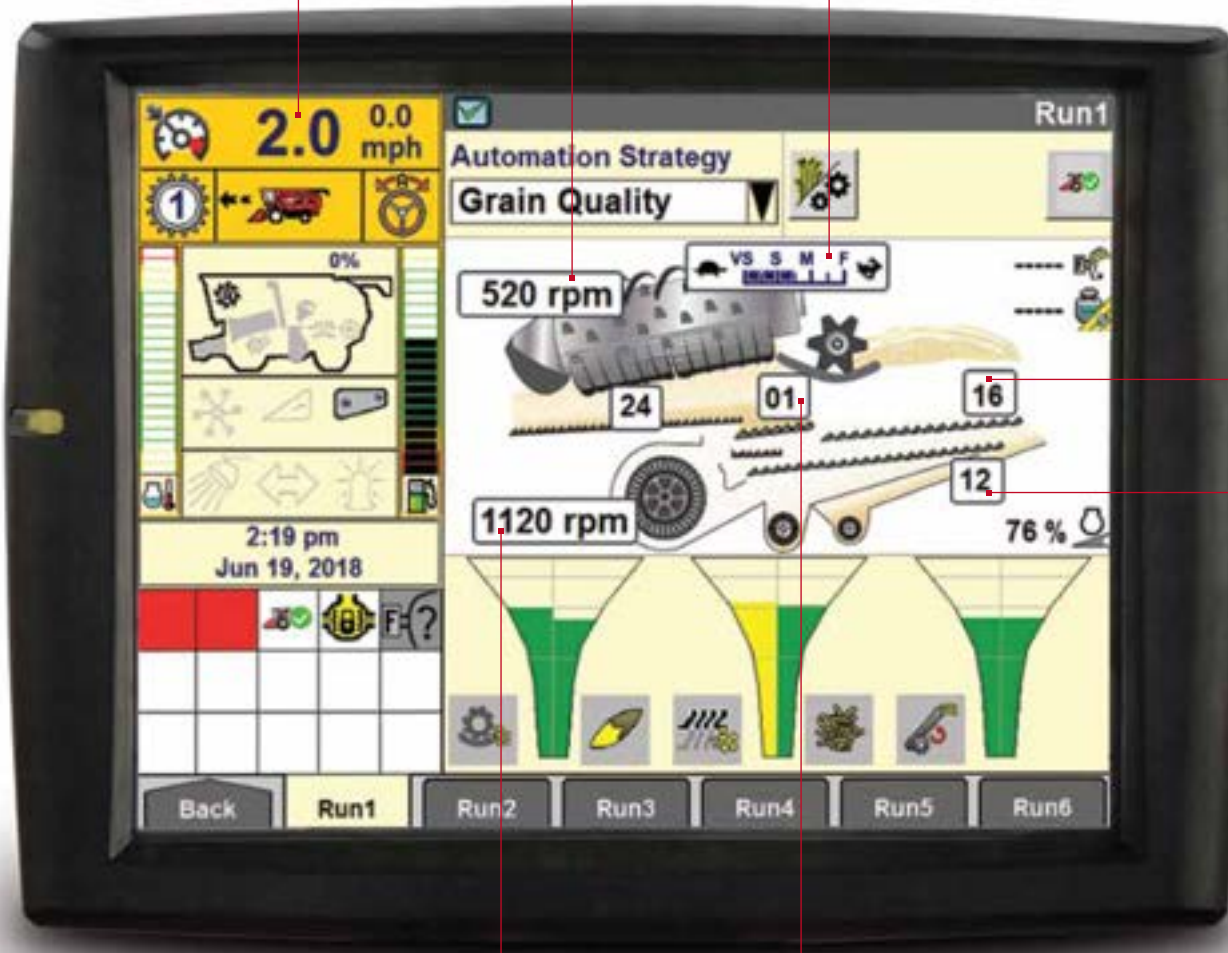 2.0
0.0
mph
Run1
Automation Strategy
Grain Quality
1
0%
VS S M F
520 rpm
24
01
16
12
1120 rpm
76 %
2:19 pm
Jun 19, 2018
F ?
Back
Run1
Run2
Run3
Run4
Run5
Run6